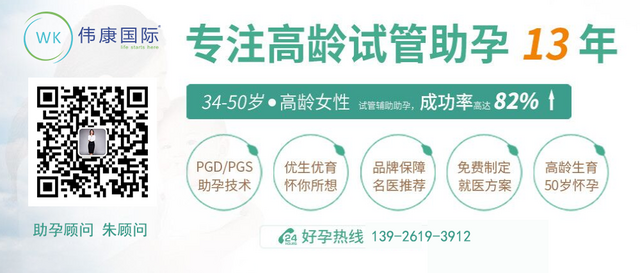 WK 伟康国际
life starts here
专注高龄试管助孕 13 年
34-50岁●高龄女性 试管辅助助孕，成功率高达 82%
PGD/PGS
助孕技术
优生优育
怀你所想
品牌保障
名医推荐
免费制定
就医方案
高龄生育
50岁怀孕
助孕顾问 朱顾问
24 好孕热线 139-2619-3912